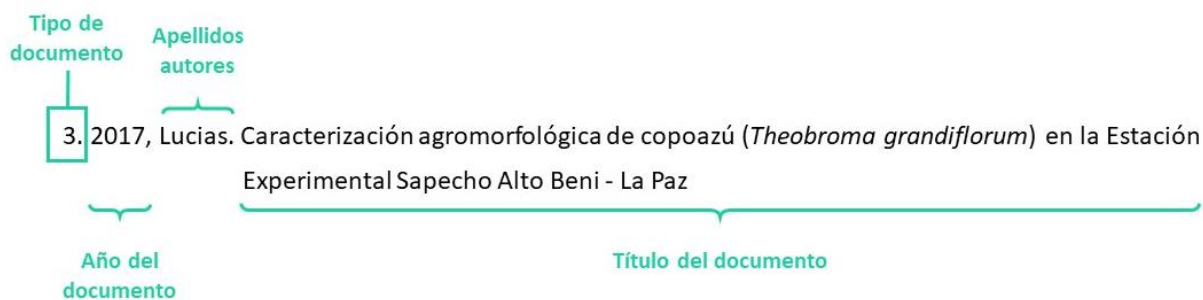 Tipo de
documento
Apellidos
autores
3. 2017, Lucias. Caracterización agromorfológica de copoazú (Theobroma grandiflorum) en la Estación
Experimental Sapecho Alto Beni - La Paz
Año del
documento
Título del documento